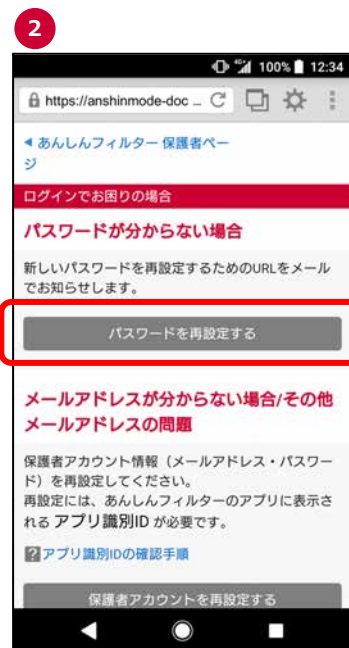 2
100% 12:34
https://anshinmode-doc ...
あんしんフィルター 保護者ペー
ジ
ログインでお困りの場合
パスワードが分からない場合
新しいパスワードを再設定するためのURLをメール
でお知らせします。
パスワードを再設定する
メールアドレスが分からない場合/その他
メールアドレスの問題
保護者アカウント情報（メールアドレス・パスワー
ド）を再設定してください。
再設定には、あんしんフィルターのアプリに表示さ
れる アプリ識別ID が必要です。
アプリ識別IDの確認手順
保護者アカウントを再設定する